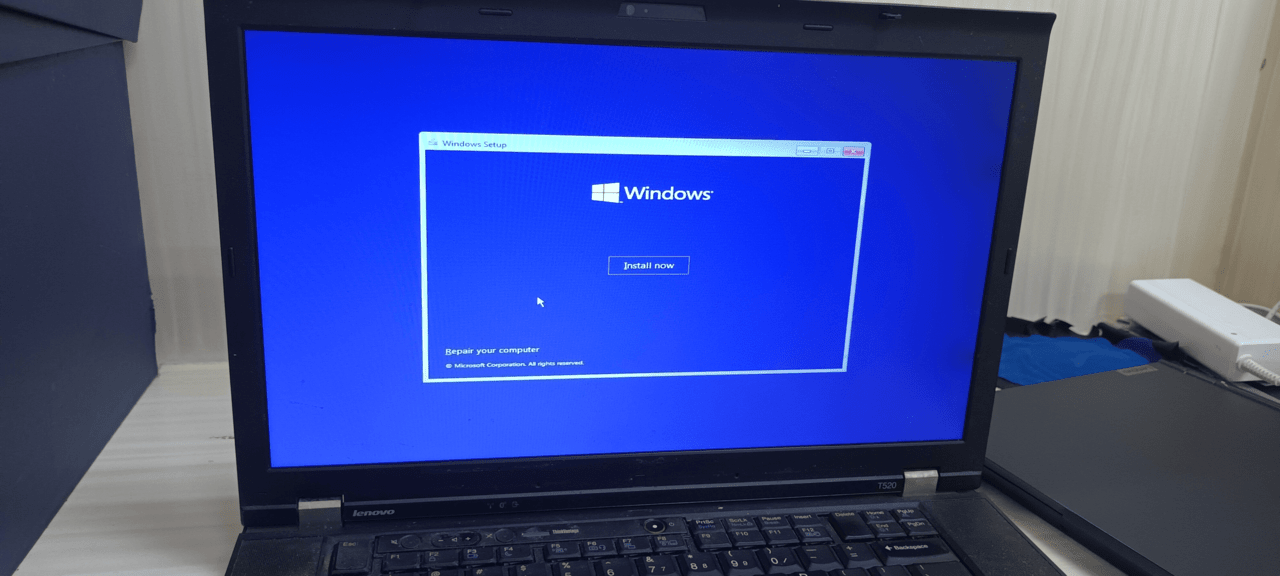 Windows Setup
Windows
Install now
Repair your computer
© Microsoft Corporation. All rights reserved.
T520
lenovo
ThinkVantage
PrtSc
ScrLk
Pause
Insert
Delete
Home
PgUp
End
PgDn
Esc
F1
F2
F3
F4
F5
F6
F7
F8
F9
F10
F11
F12
Backspace